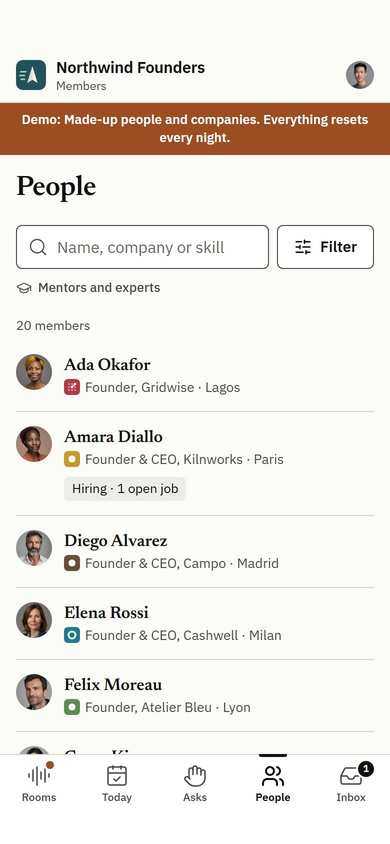 Northwind Founders
Members
Demo: Made-up people and companies. Everything resets
every night.
People
Name, company or skill
Filter
Mentors and experts
20 members
Ada Okafor
Founder, Gridwise · Lagos
Amara Diallo
Founder & CEO, Kilnworks · Paris
Hiring · 1 open job
Diego Alvarez
Founder & CEO, Campo · Madrid
Elena Rossi
Founder & CEO, Cashwell · Milan
Felix Moreau
Founder, Atelier Bleu · Lyon
1
Rooms
Today
Asks
People
Inbox